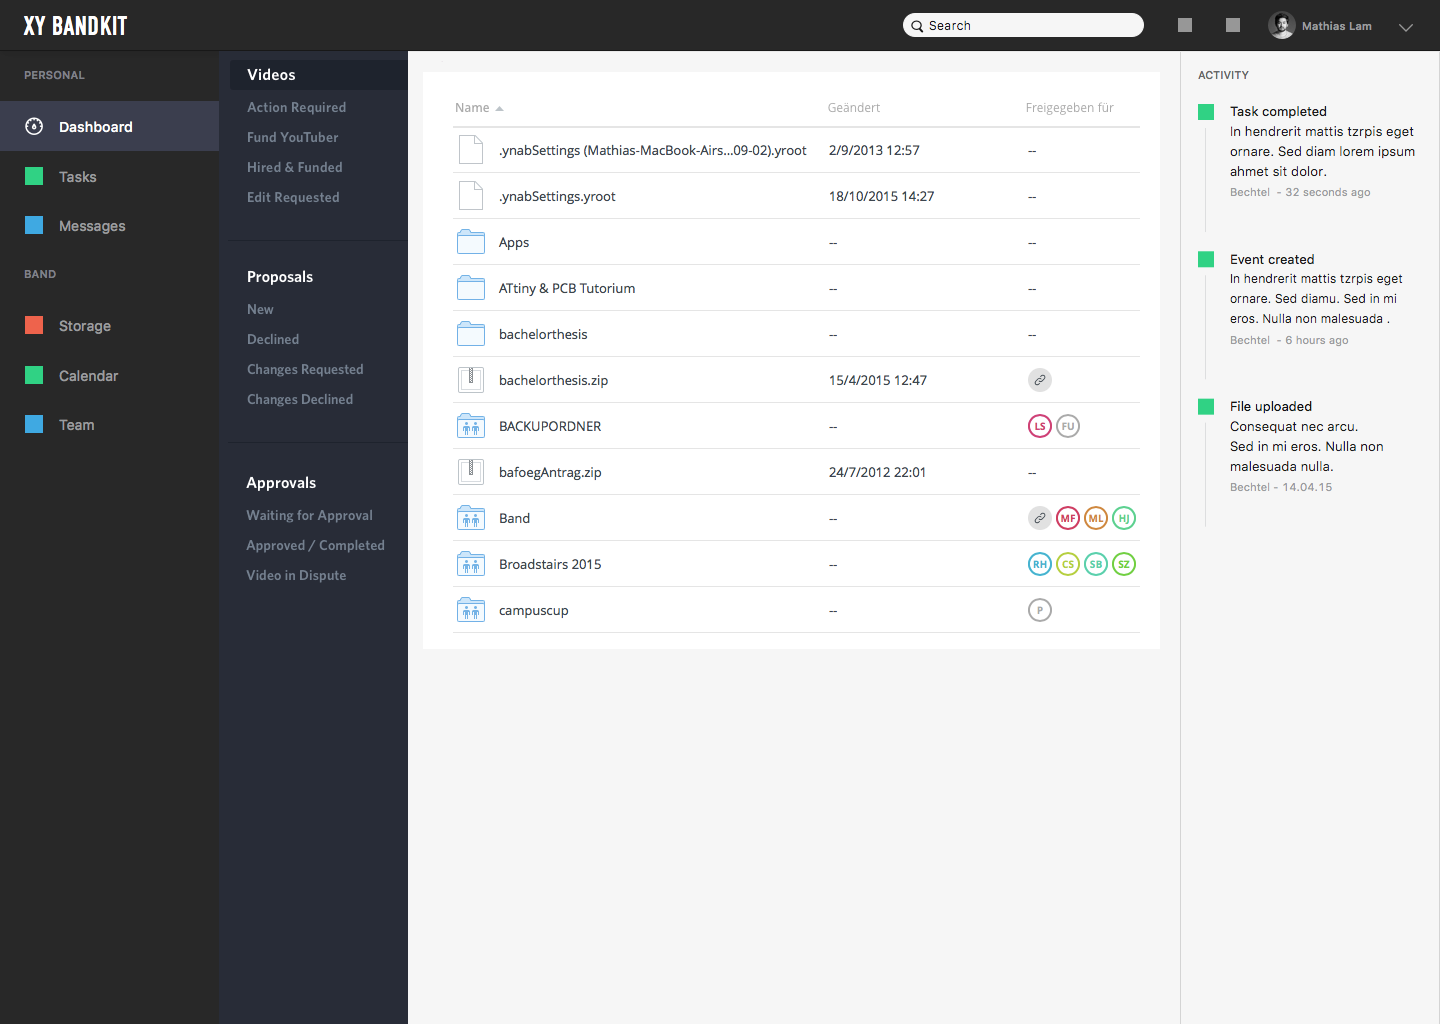 XY BANDKIT
Search
Mathias Lam
PERSONAL
Dashboard
Tasks
Messages
BAND
Storage
Calendar
Team
Videos
Action Required
Fund YouTuber
Hired & Funded
Edit Requested
Proposals
New
Declined
Changes Requested
Changes Declined
Approvals
Waiting for Approval
Approved / Completed
Video in Dispute
Name Geändert Freigegeben für
.ynabSettings (Mathias-MacBook-Airs...09-02).yroot 2/9/2013 12:57 --
.ynabSettings.yroot 18/10/2015 14:27 --
Apps -- --
ATtiny & PCB Tutorium -- --
bachelorthesis -- --
bachelorthesis.zip 15/4/2015 12:47
BACKUPORDNER -- LS FU
bafoegAntrag.zip 24/7/2012 22:01 --
Band -- MF ML HJ
Broadstairs 2015 -- RH CS SB SZ
campuscup -- P
ACTIVITY
Task completed
In hendrerit mattis tzrpis eget
ornare. Sed diam lorem ipsum
ahmet sit dolor.
Bechtel - 32 seconds ago
Event created
In hendrerit mattis tzrpis eget
ornare. Sed diamu. Sed in mi
eros. Nulla non malesuada .
Bechtel - 6 hours ago
File uploaded
Consequat nec arcu.
Sed in mi eros. Nulla non
malesuada nulla.
Bechtel - 14.04.15